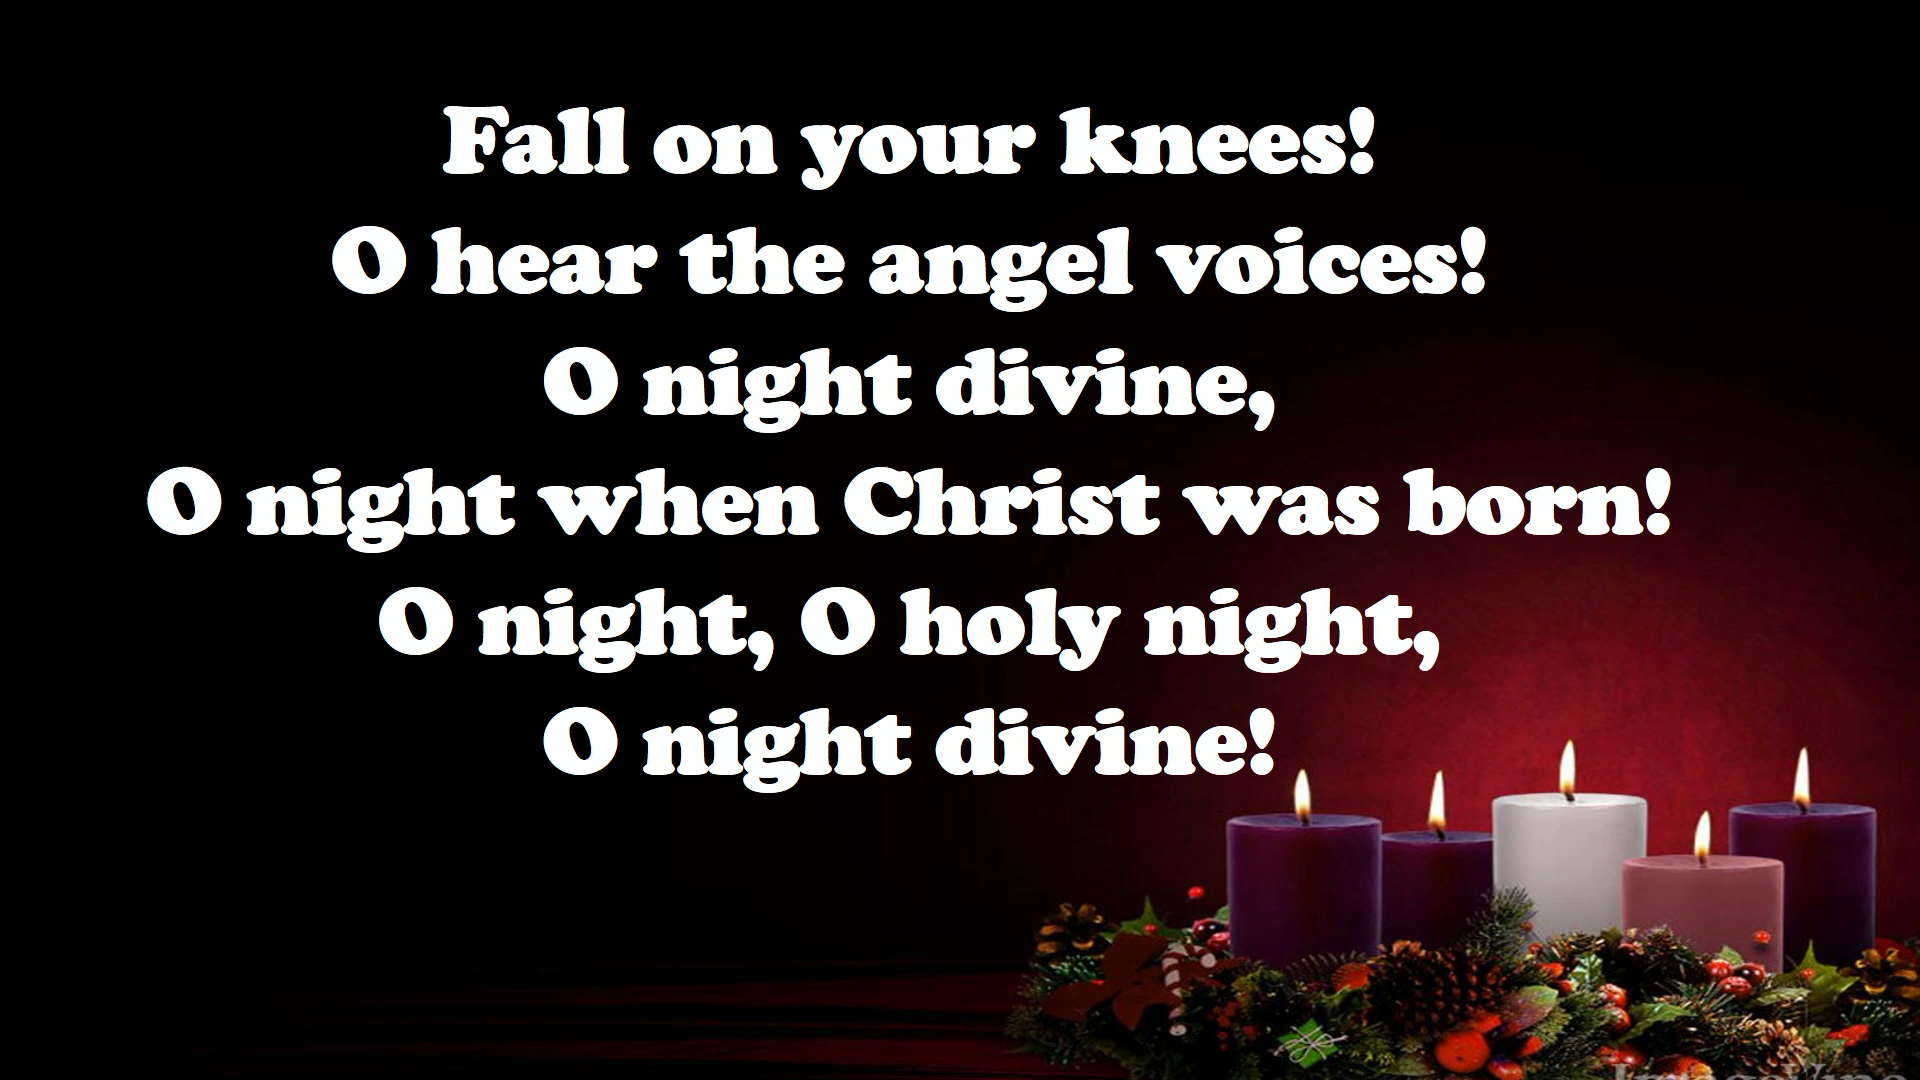 Fall on your knees!
O hear the angel voices!
O night divine,
O night when Christ was born!
O night, O holy night,
O night divine!